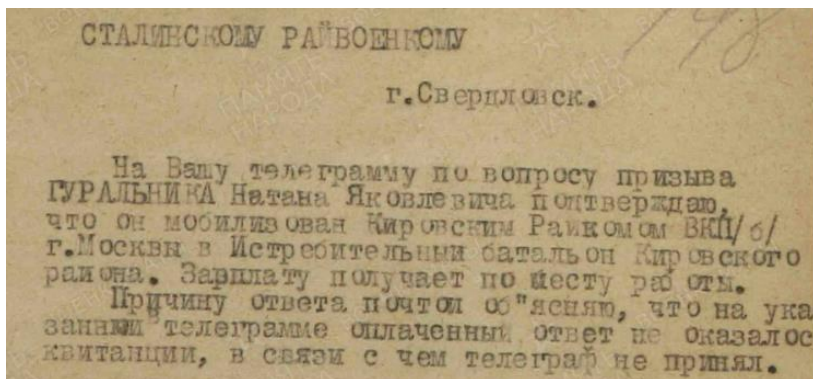 СТАЛИНСКОМУ РАЙВОЕНКОМУ
г.Свердловск.
На Вашу телеграмму по вопросу призыва
ГУРАЛЬНИКА Натана Яковлевича подтверждаю,
что он мобилизован Кировским Райкомом ВКП/б/
г.Москвы в Истребительный батальон Кировского
района. Зарплату получает по месту работы.
Причину ответа почтой об"ясняю, что на ука
занный телеграмме оплаченный ответ не оказалос
квитанции, в связи с чем телеграф не принял.